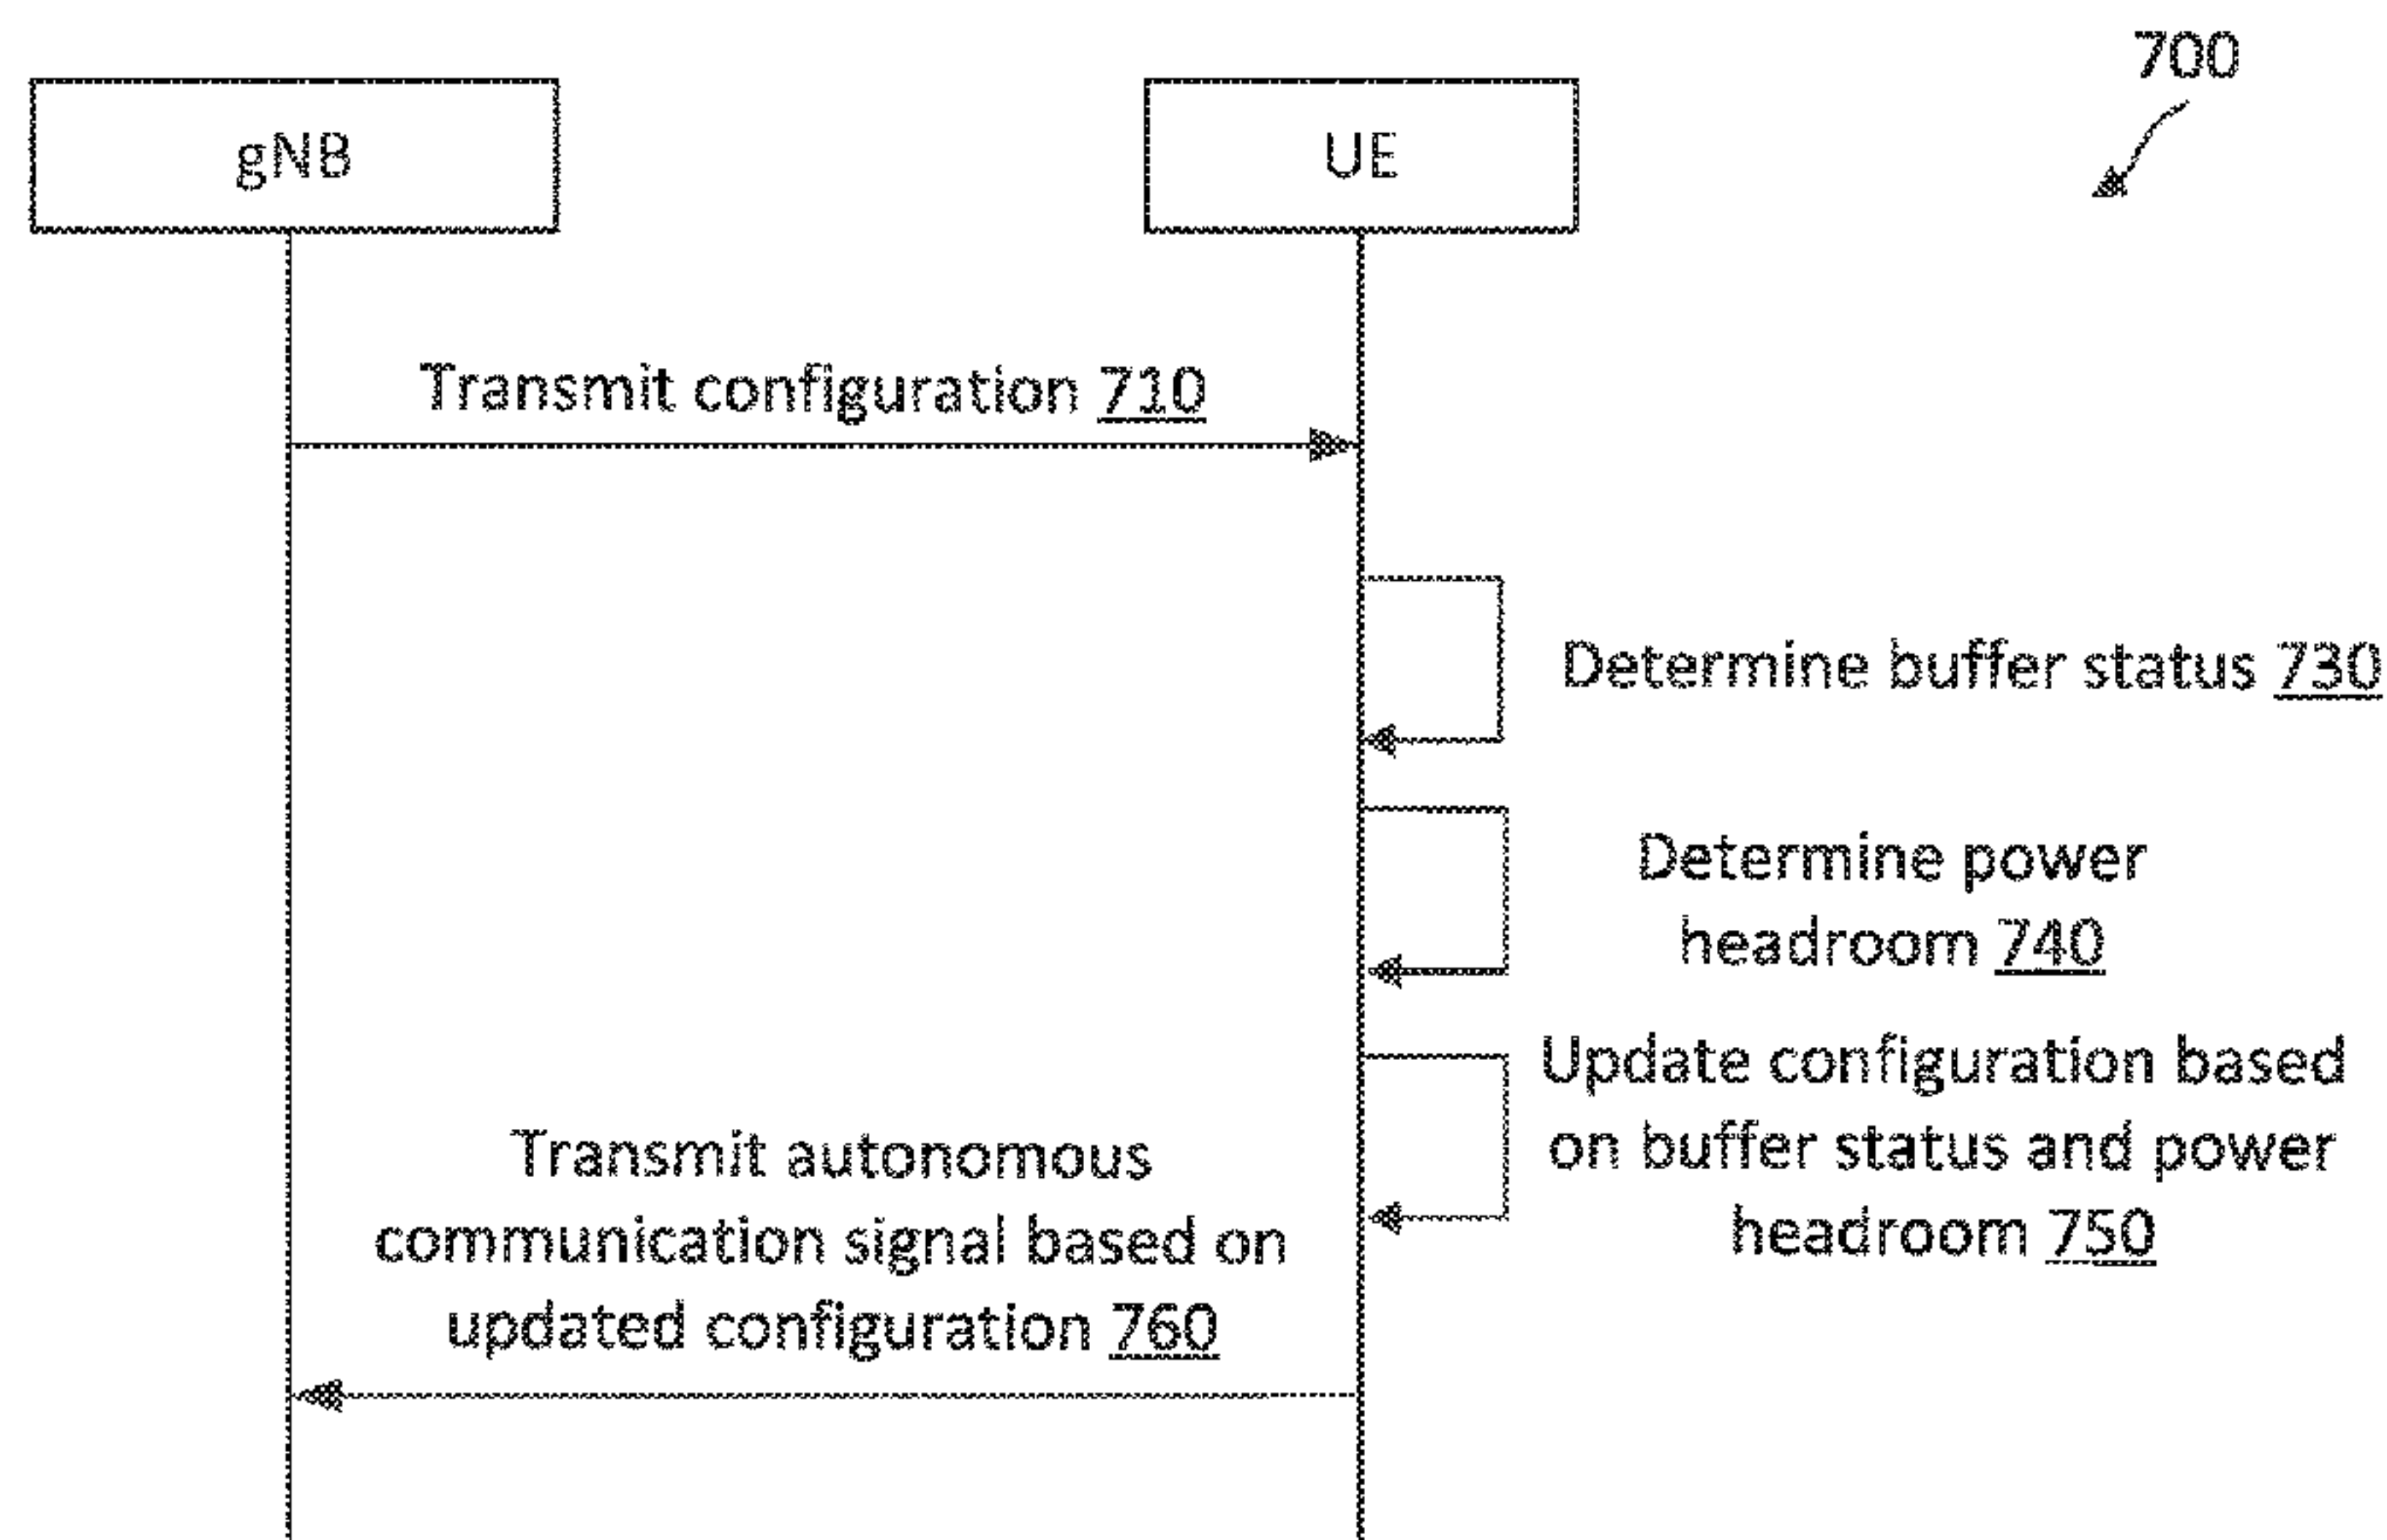 700
gNB
UE
Transmit configuration 710
Determine buffer status 730
Determine power
headroom 740
Update configuration based
on buffer status and power
headroom 750
Transmit autonomous
communication signal based on
updated configuration 760